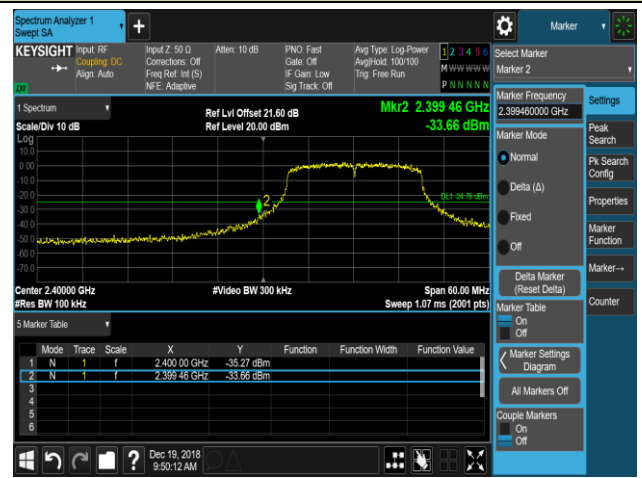 Spectrum Analyzer 1
Swept SA
Marker
KEYSIGHT
Input: RF
Coupling: DC
Align: Auto
Input Z: 50 Ω
Corrections: Off
Freq Ref: Int (S)
NFE: Adaptive
Atten: 10 dB
PNO: Fast
Gate: Off
IF Gain: Low
Sig Track: Off
Avg Type: Log-Power
Avg|Hold: 100/100
Trig: Free Run
1 2 3 4 5 6
M W W W W W
P N N N N N
LXI
Select Marker
Marker 2
1 Spectrum
Scale/Div 10 dB
Ref Lvl Offset 21.60 dB
Ref Level 20.00 dBm
Mkr2 2.399 46 GHz
-33.66 dBm
Log
10.0
0.00
-10.0
-20.0
-30.0
-40.0
-50.0
-60.0
-70.0
2
DL1 -24.76 dBm
Center 2.40000 GHz
#Res BW 100 kHz
#Video BW 300 kHz
Span 60.00 MHz
Sweep 1.07 ms (2001 pts)
5 Marker Table
Mode Trace Scale X Y Function Function Width Function Value
1 N 1 f 2.400 00 GHz -35.27 dBm
2 N 1 f 2.399 46 GHz -33.66 dBm
3
4
5
6
Marker Frequency
2.399460000 GHz
Marker Mode
Normal
Delta (Δ)
Fixed
Off
Delta Marker
(Reset Delta)
Marker Table
On
Off
Marker Settings
Diagram
All Markers Off
Couple Markers
On
Off
Settings
Peak
Search
Pk Search
Config
Properties
Marker
Function
Marker→
Counter
?
Dec 19, 2018
9:50:12 AM